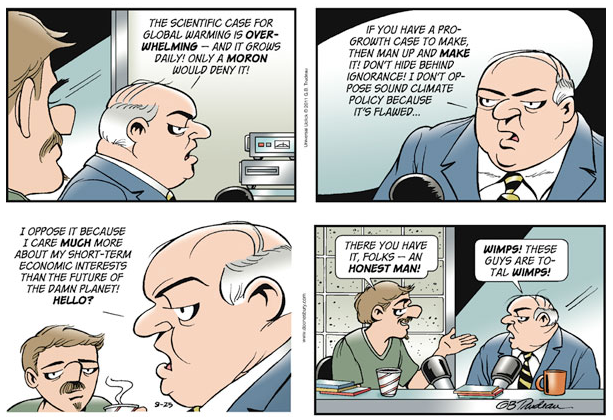 THE SCIENTIFIC CASE FOR
GLOBAL WARMING IS OVER-
WHELMING — AND IT GROWS
DAILY! ONLY A MORON
WOULD DENY IT!
Universal Uclick © 2011 G.B. Trudeau
IF YOU HAVE A PRO-
GROWTH CASE TO MAKE,
THEN MAN UP AND MAKE
IT! DON'T HIDE BEHIND
IGNORANCE! I DON'T OP-
POSE SOUND CLIMATE
POLICY BECAUSE
IT'S FLAWED...
I OPPOSE IT BECAUSE
I CARE MUCH MORE
ABOUT MY SHORT-TERM
ECONOMIC INTERESTS
THAN THE FUTURE OF
THE DAMN PLANET!
HELLO?
8-25
www.doonesbury.com
THERE YOU HAVE
IT, FOLKS — AN
HONEST MAN!
WIMPS! THESE
GUYS ARE TO-
TAL WIMPS!
GB Trudeau